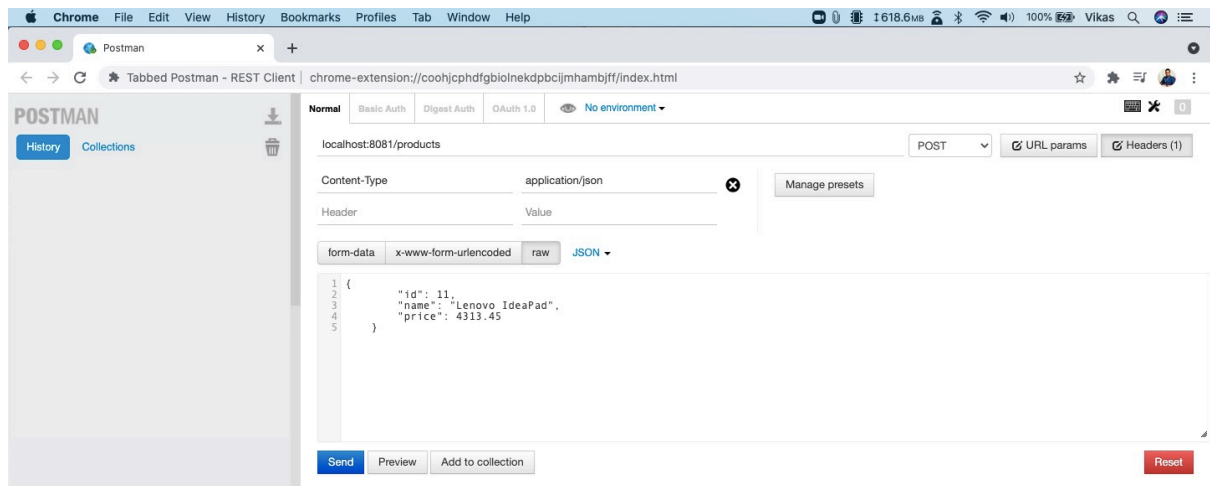 Chrome File Edit View History Bookmarks Profiles Tab Window Help 1618.6MB 100% Vikas
Postman
Tabbed Postman - REST Client | chrome-extension://coohjcphdfgbiolnekdpbcijmhambjff/index.html
POSTMAN
History Collections
Normal Basic Auth Digest Auth OAuth 1.0 No environment
0
localhost:8081/products POST URL params Headers (1)
Content-Type application/json Manage presets
Header Value
form-data x-www-form-urlencoded raw JSON
1 {
2 "id": 11,
3 "name": "Lenovo IdeaPad",
4 "price": 4313.45
5 }
Send Preview Add to collection Reset